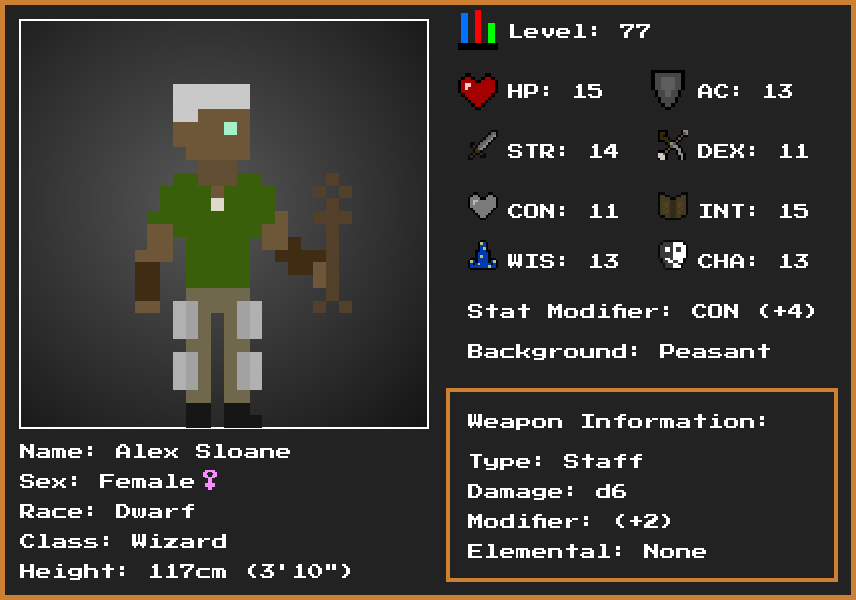 Level: 77
HP: 15
AC: 13
STR: 14
DEX: 11
CON: 11
INT: 15
WIS: 13
CHA: 13
Stat Modifier: CON (+4)
Background: Peasant
Weapon Information:
Type: Staff
Damage: d6
Modifier: (+2)
Elemental: None
Name: Alex Sloane
Sex: Female♀
Race: Dwarf
Class: Wizard
Height: 117cm (3'10")